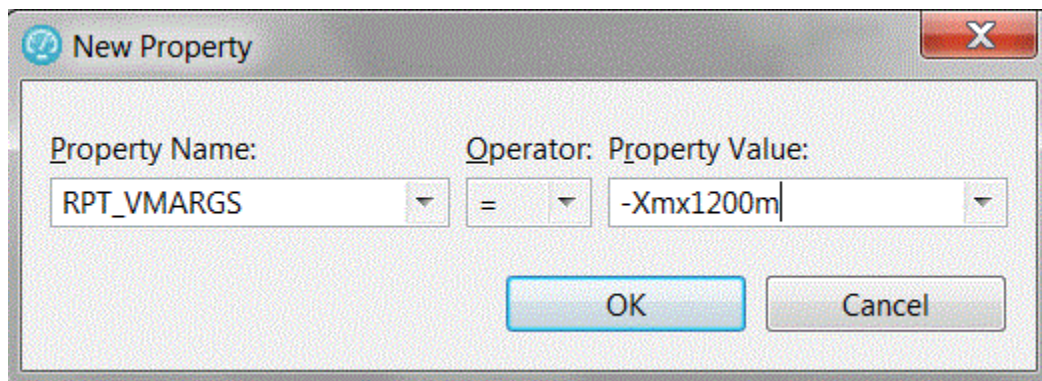 New Property
Property Name: Operator: Property Value:
RPT_VMARGS = -Xmx1200m
OK Cancel